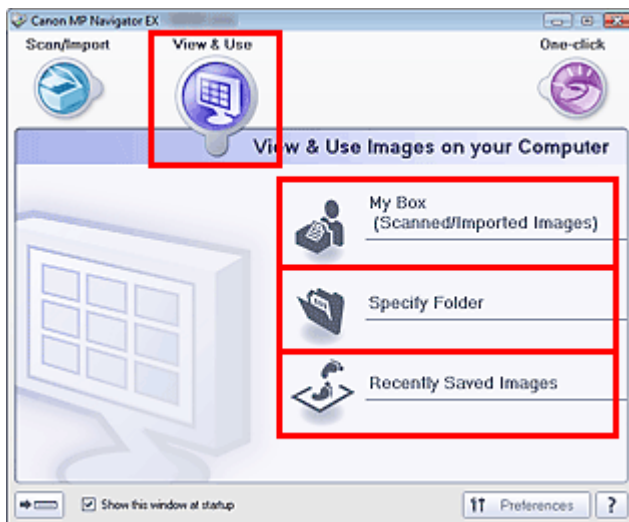 Canon MP Navigator EX
Scan/Import
View & Use
One-click
View & Use Images on your Computer
My Box
(Scanned/Imported Images)
Specify Folder
Recently Saved Images
Show this window at startup
Preferences
?